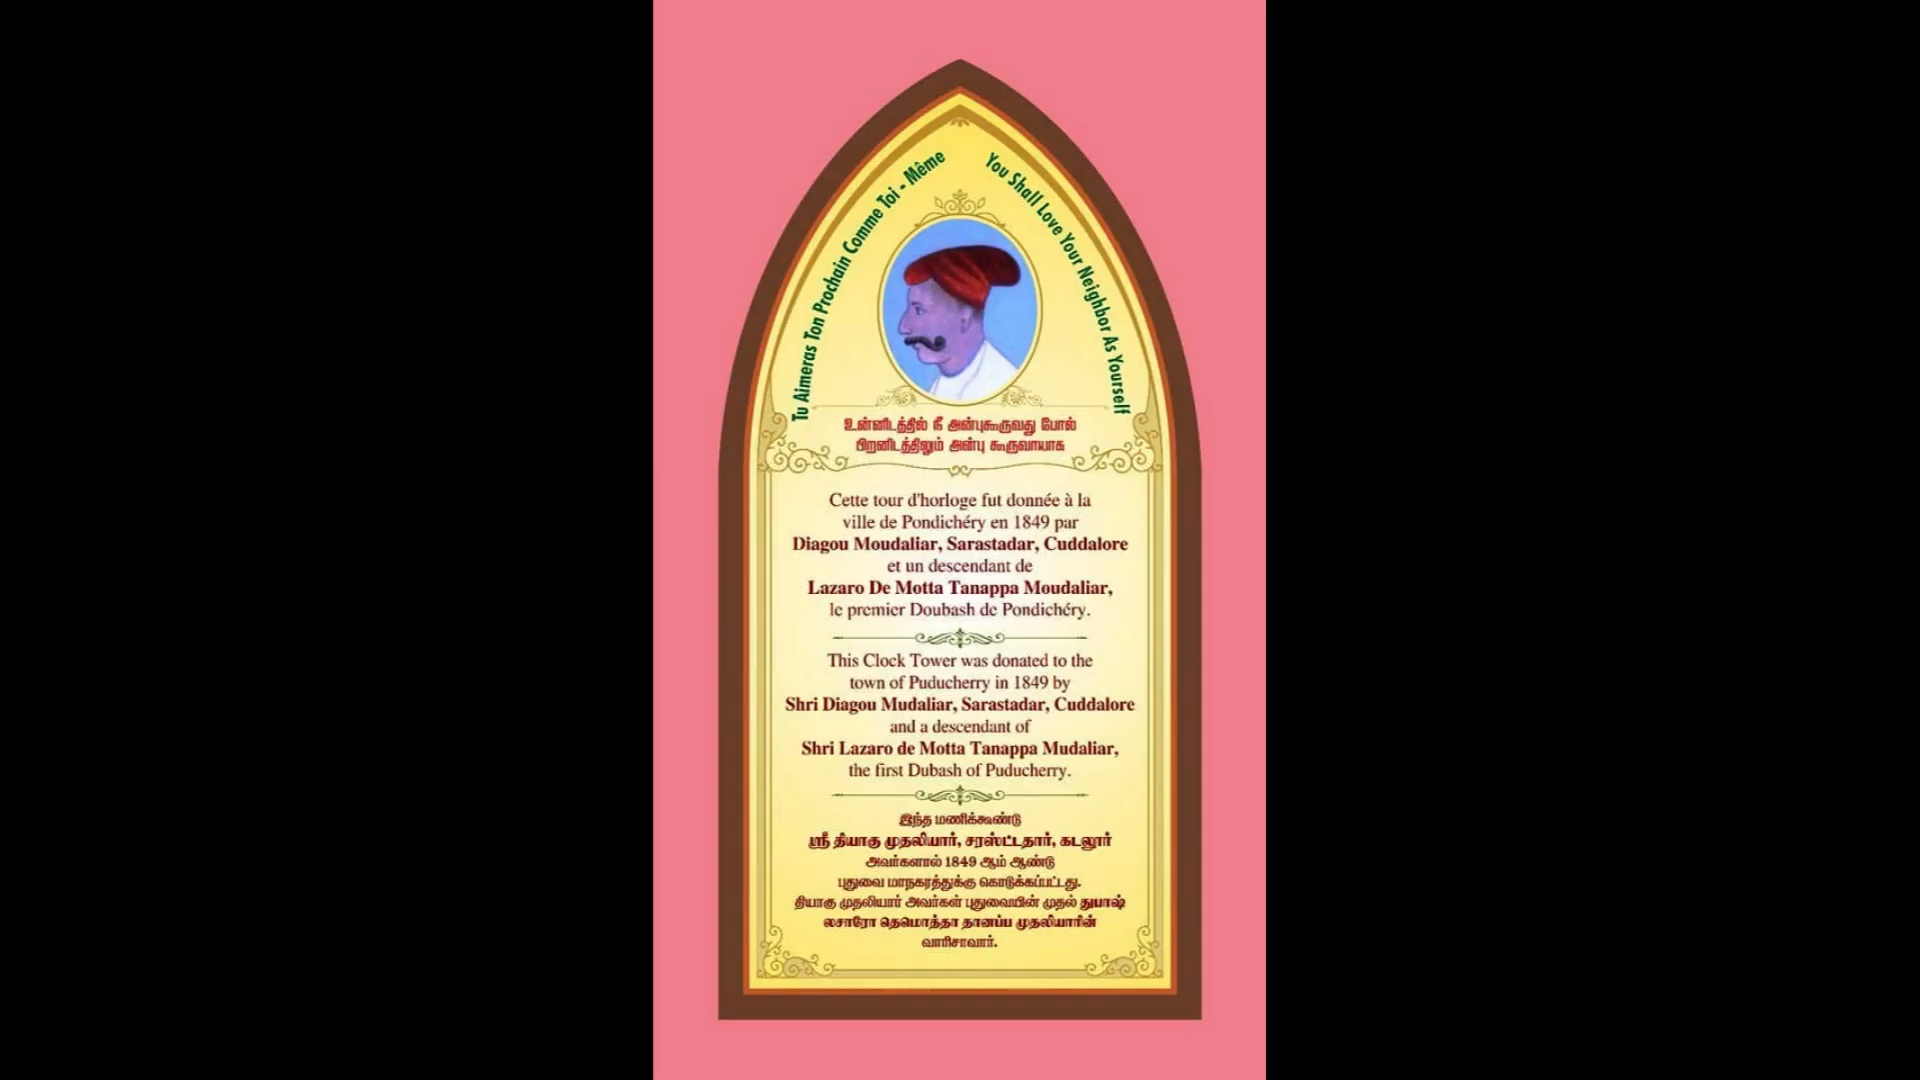 Tu Aimeras Ton Prochain Comme Toi - Même
You Shall Love Your Neighbor As Yourself
உன்னிடத்தில் நீ அன்புகூருவது போல்
பிறனிடத்திலும் அன்பு கூருவாயாக
Cette tour d'horloge fut donnée à la
ville de Pondichéry en 1849 par
Diagou Moudaliar, Sarastadar, Cuddalore
et un descendant de
Lazaro De Motta Tanappa Moudaliar,
le premier Doubash de Pondichéry.
This Clock Tower was donated to the
town of Puducherry in 1849 by
Shri Diagou Mudaliar, Sarastadar, Cuddalore
and a descendant of
Shri Lazaro de Motta Tanappa Mudaliar,
the first Dubash of Puducherry.
இந்த மணிக்கூண்டு
ஸ்ரீ தியாகு முதலியார், சரஸ்ட்டதார், கடலூர்
அவர்களால் 1849 ஆம் ஆண்டு
புதுவை மாநகரத்துக்கு கொடுக்கப்பட்டது.
தியாகு முதலியார் அவர்கள் புதுவையின் முதல் துபாஷ்
லசாரோ தெமொத்தா தானப்ப முதலியாரின்
வாரிசாவார்.